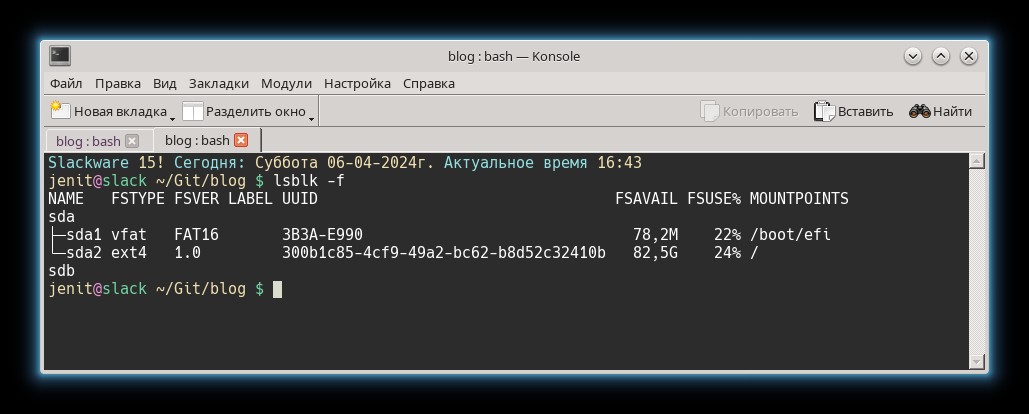 blog : bash — Konsole
Файл Правка Вид Закладки Модули Настройка Справка
Новая вкладка Разделить окно Копировать Вставить Найти
blog : bash blog : bash
Slackware 15! Сегодня: Суббота 06-04-2024г. Актуальное время 16:43
jenit@slack ~/Git/blog $ lsblk -f
NAME FSTYPE FSVER LABEL UUID FSAVAIL FSUSE% MOUNTPOINTS
sda
├─sda1 vfat FAT16 3B3A-E990 78,2M 22% /boot/efi
└─sda2 ext4 1.0 300b1c85-4cf9-49a2-bc62-b8d52c32410b 82,5G 24% /
sdb
jenit@slack ~/Git/blog $